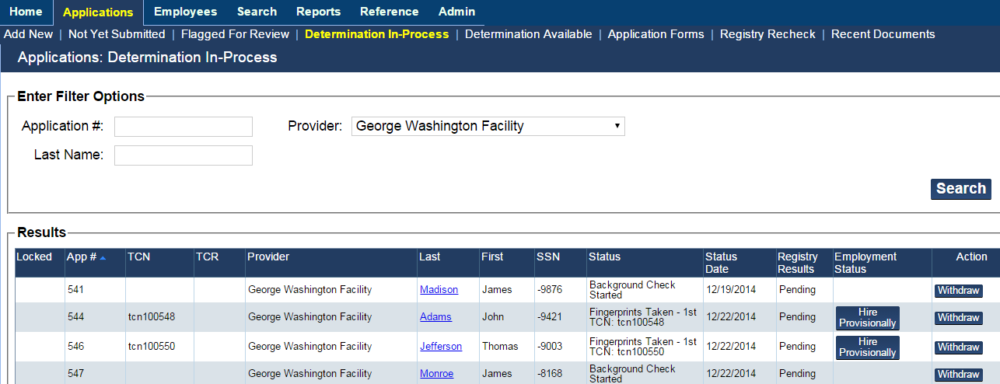 Home Applications Employees Search Reports Reference Admin
Add New | Not Yet Submitted | Flagged For Review | Determination In-Process | Determination Available | Application Forms | Registry Recheck | Recent Documents
Applications: Determination In-Process
Enter Filter Options
Application #: Provider: George Washington Facility
Last Name:
Search
Results
Locked App # TCN TCR Provider Last First SSN Status Status Registry Employment Action
Date Results Status
541 George Washington Facility Madison James -9876 Background Check 12/19/2014 Pending Withdraw
Started
544 tcn100548 George Washington Facility Adams John -9421 Fingerprints Taken - 1st 12/22/2014 Pending Hire Withdraw
TCN: tcn100548 Provisionally
546 tcn100550 George Washington Facility Jefferson Thomas -9003 Fingerprints Taken - 1st 12/22/2014 Pending Hire Withdraw
TCN: tcn100550 Provisionally
547 George Washington Facility Monroe James -8168 Background Check 12/22/2014 Pending Withdraw
Started